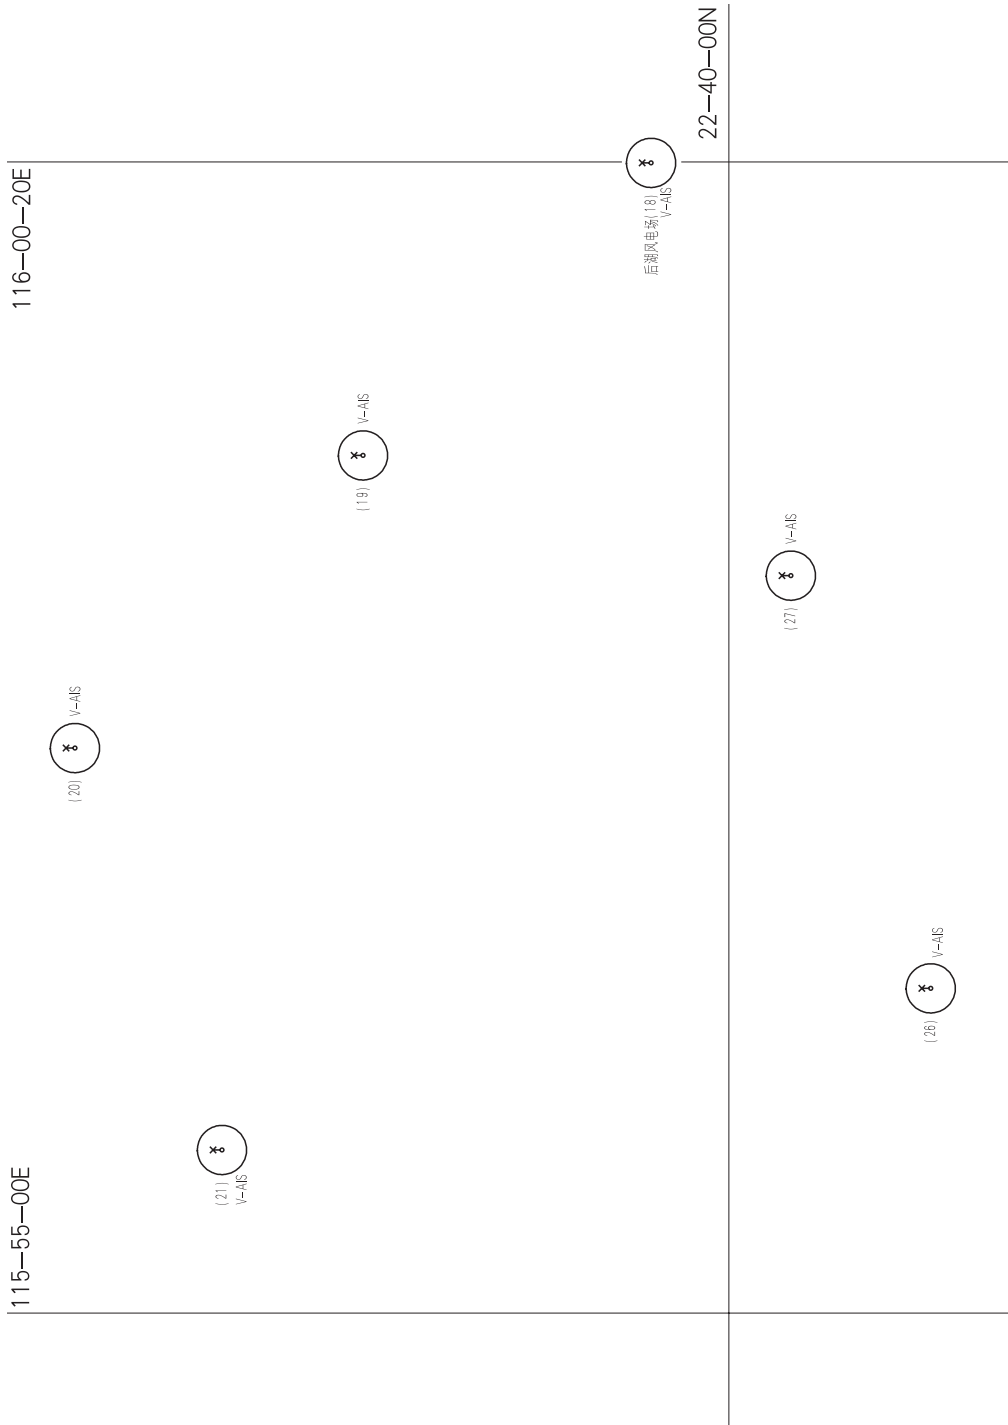 115—55—00E
116—00—20E
(20) V-AIS
(21)
V-AIS
(19) V-AIS
后湖风电场(18)
V-AIS
22—40—00N
(27) V-AIS
(26) V-AIS